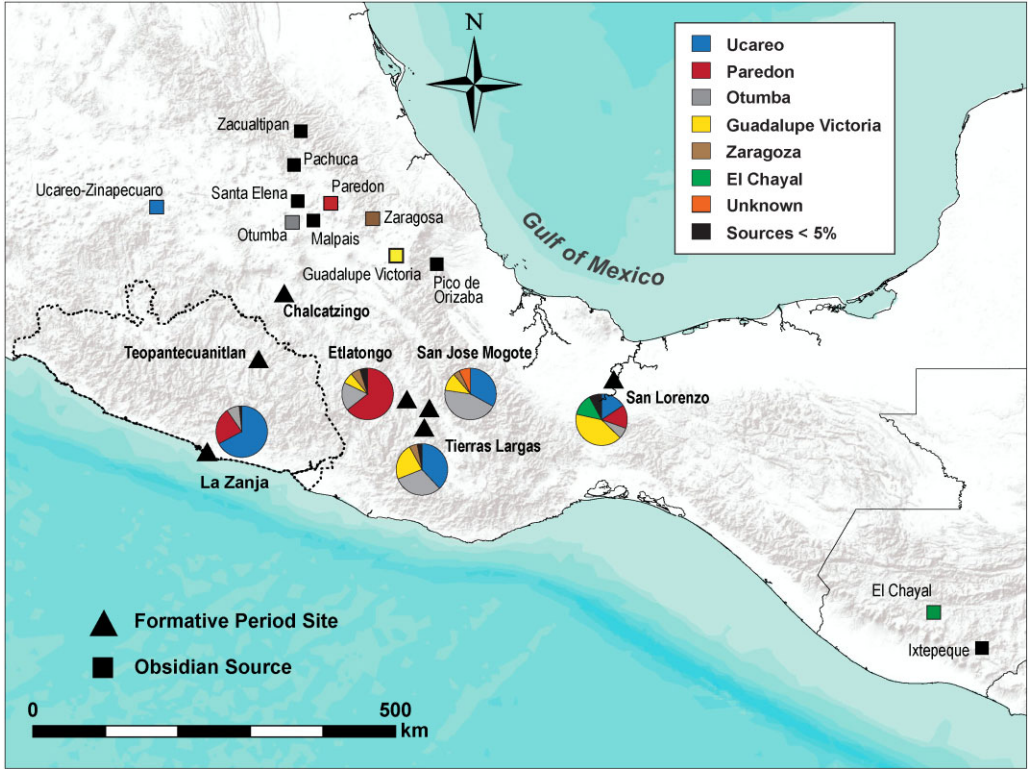 N
Ucareo
Paredon
Otumba
Guadalupe Victoria
Zaragoza
El Chayal
Unknown
Sources < 5%
Zacualtipan
Pachuca
Ucareo-Zinapecuaro
Santa Elena
Paredon
Zaragosa
Otumba
Malpais
Guadalupe Victoria
Pico de
Orizaba
Gulf of Mexico
Chalcatzingo
Teopantecuanitlan
Etlatongo
San Jose Mogote
San Lorenzo
Tierras Largas
La Zanja
El Chayal
Ixtepeque
Formative Period Site
Obsidian Source
0
500
km